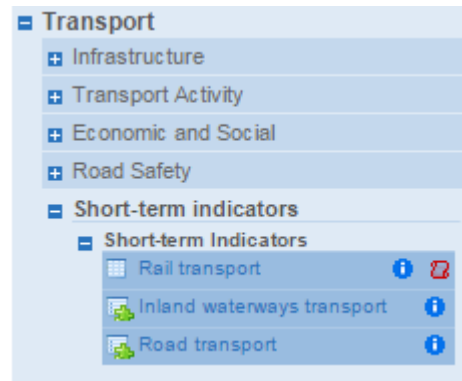 Transport
Infrastructure
Transport Activity
Economic and Social
Road Safety
Short-term indicators
Short-term Indicators
Rail transport
Inland waterways transport
Road transport